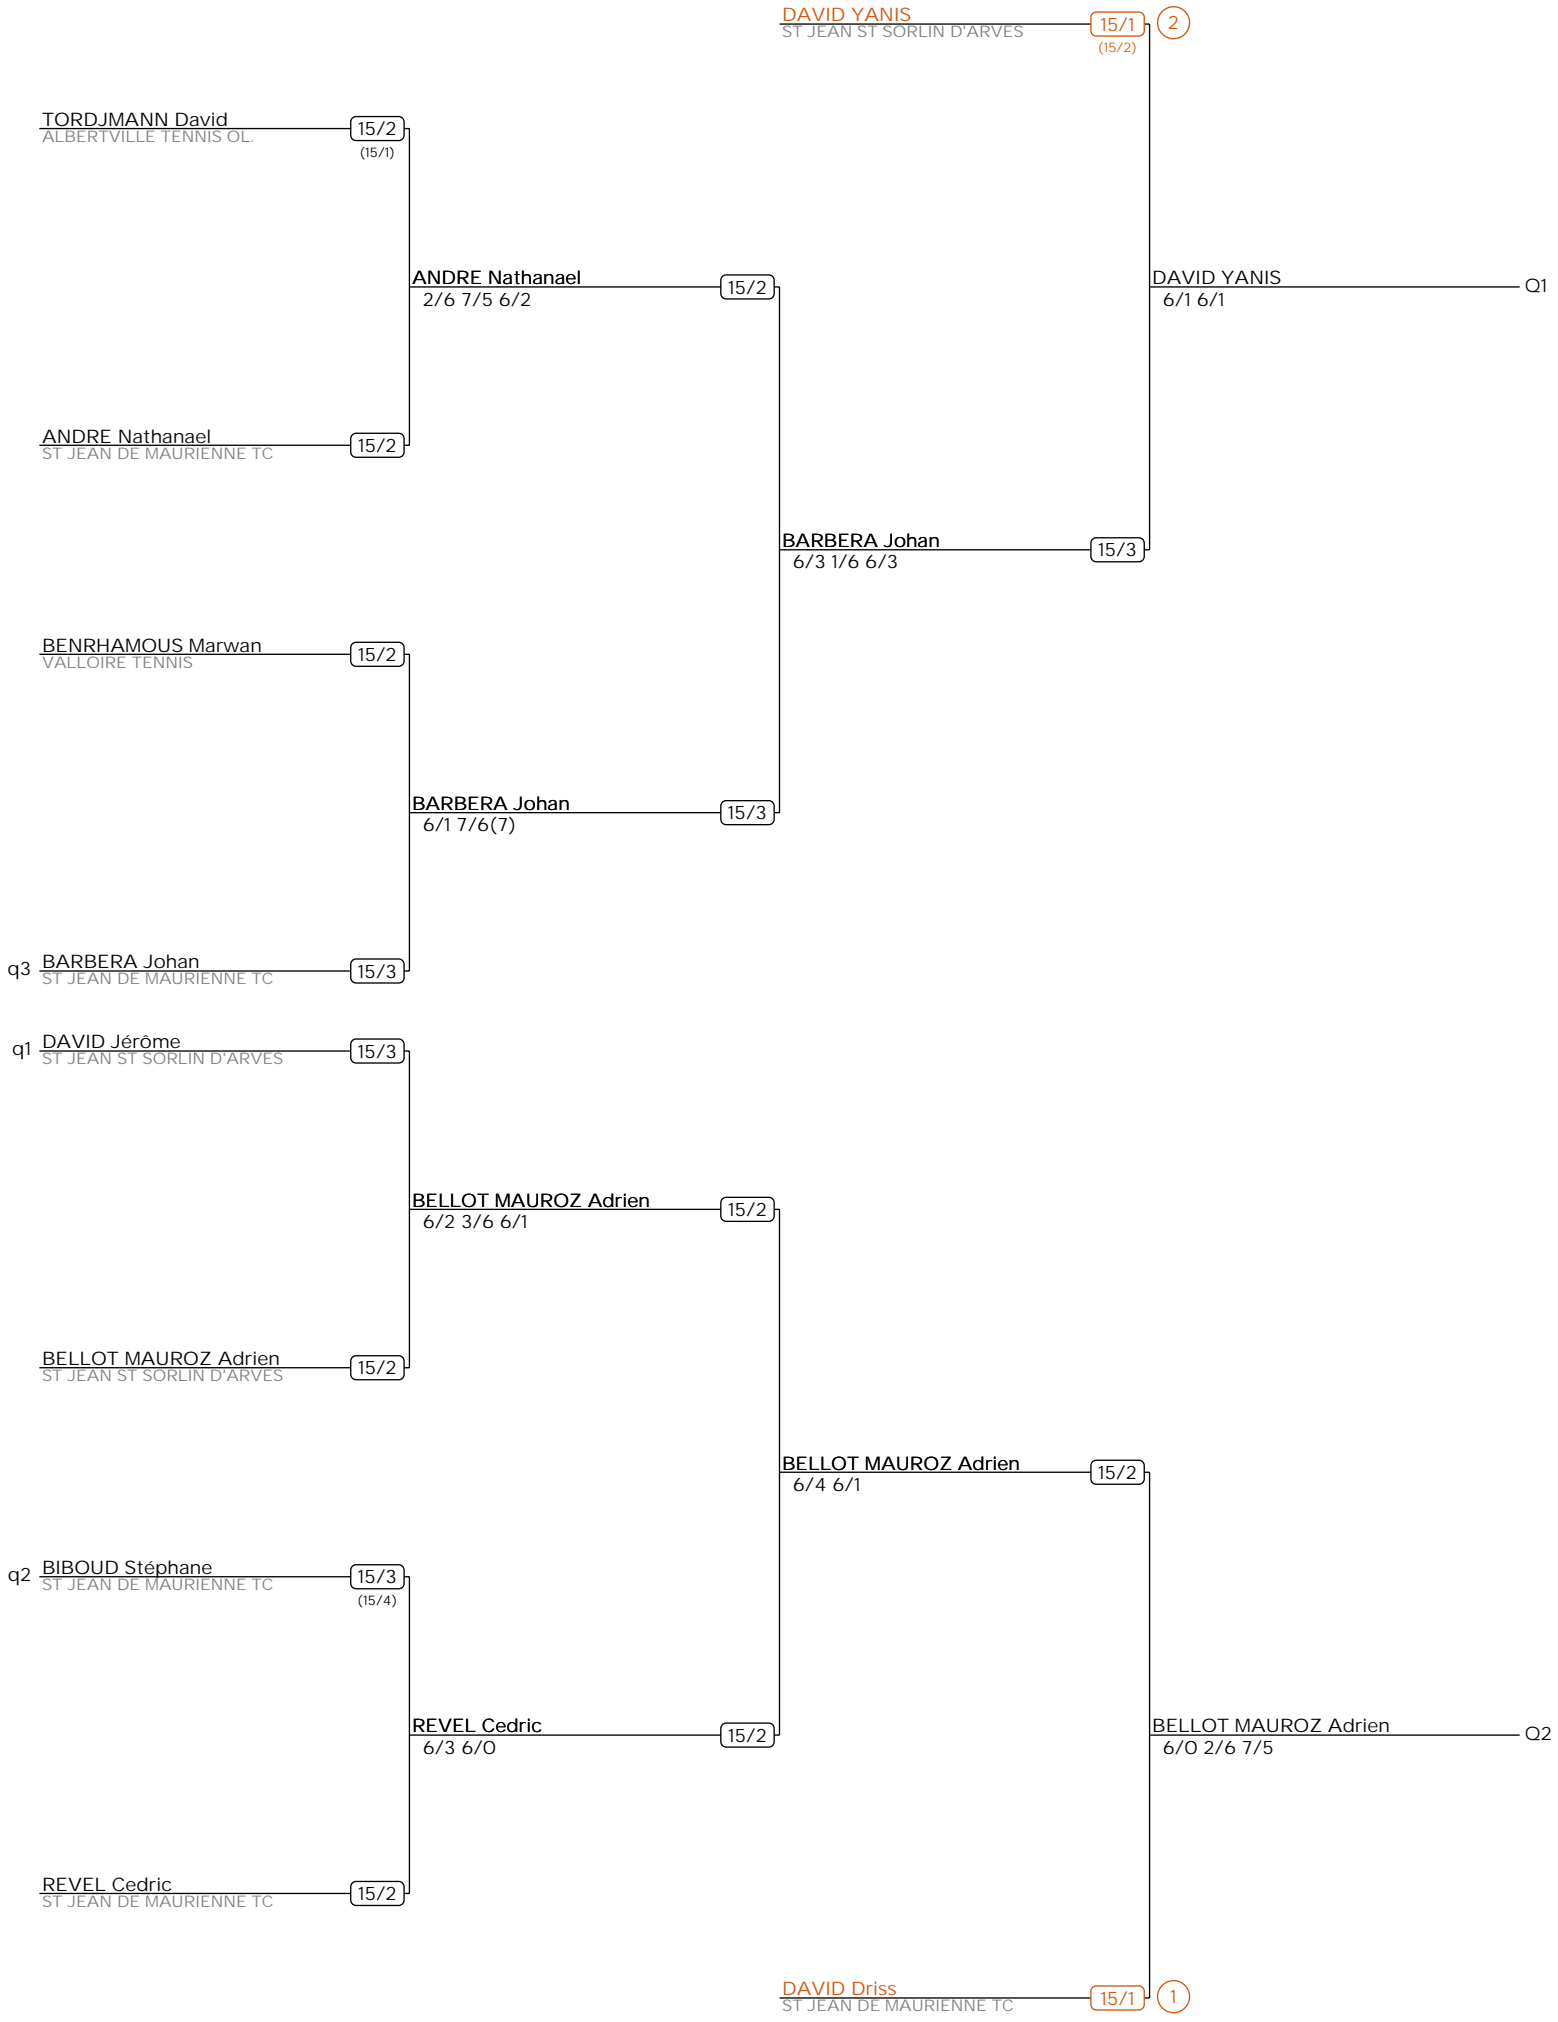 DAVID YANIS
ST JEAN ST SORLIN D'ARVES
15/1
2
(15/2)
TORDJMANN David
ALBERTVILLE TENNIS OL.
15/2
(15/1)
ANDRE Nathanael
2/6 7/5 6/2
15/2
DAVID YANIS
6/1 6/1
Q1
ANDRE Nathanael
ST JEAN DE MAURIENNE TC
15/2
BARBERA Johan
6/3 1/6 6/3
15/3
BENRHAMOUS Marwan
VALLOIRE TENNIS
15/2
BARBERA Johan
6/1 7/6(7)
15/3
q3
BARBERA Johan
ST JEAN DE MAURIENNE TC
15/3
q1
DAVID Jérôme
ST JEAN ST SORLIN D'ARVES
15/3
BELLOT MAUROZ Adrien
6/2 3/6 6/1
15/2
BELLOT MAUROZ Adrien
ST JEAN ST SORLIN D'ARVES
15/2
BELLOT MAUROZ Adrien
6/4 6/1
15/2
q2
BIBOUD Stéphane
ST JEAN DE MAURIENNE TC
15/3
(15/4)
REVEL Cedric
6/3 6/0
15/2
BELLOT MAUROZ Adrien
6/0 2/6 7/5
Q2
REVEL Cedric
ST JEAN DE MAURIENNE TC
15/2
DAVID Driss
ST JEAN DE MAURIENNE TC
15/1
1